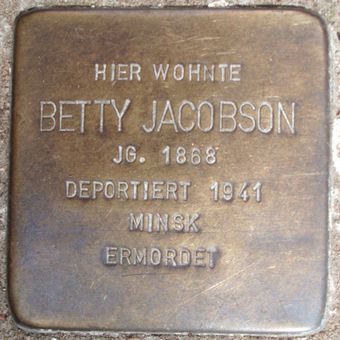 HIER WOHNTE
BETTY JACOBSON
JG. 1868
DEPORTIERT 1941
MINSK
ERMORDET